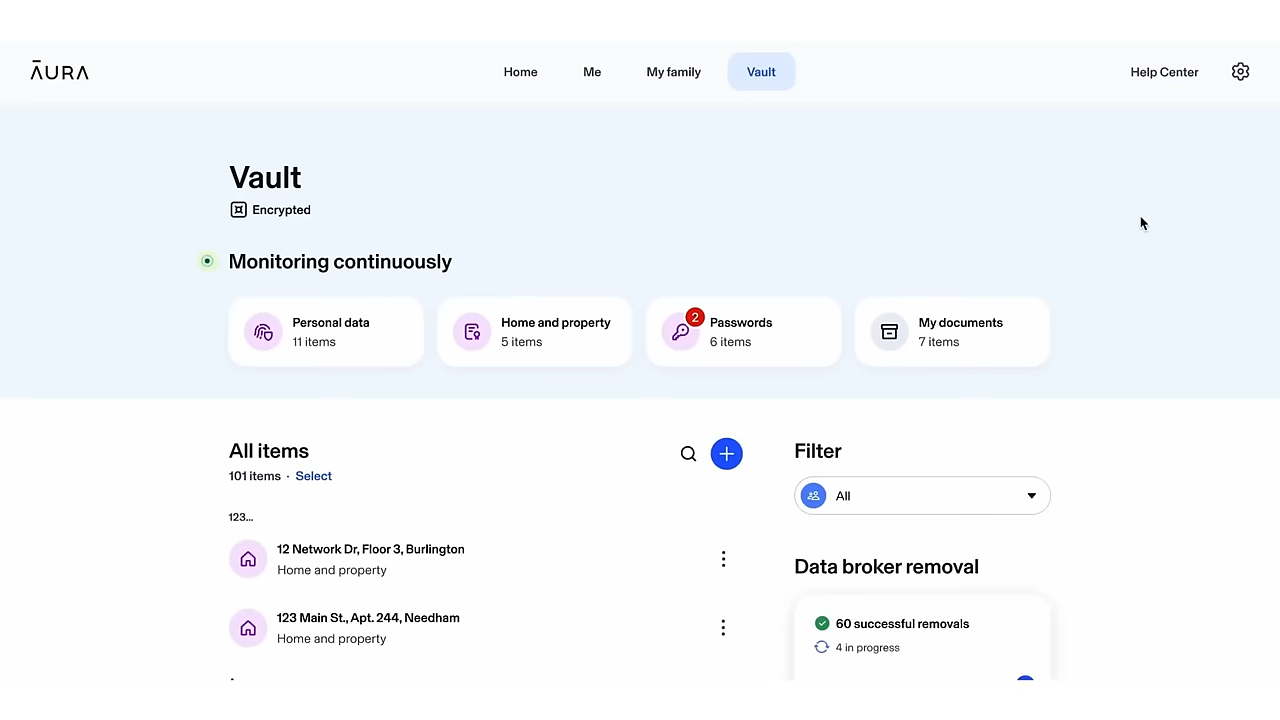 ĀURA
Home
Me
My family
Vault
Help Center
Vault
Encrypted
Monitoring continuously
Personal data
11 items
Home and property
5 items
2
Passwords
6 items
My documents
7 items
All items
101 items · Select
123...
12 Network Dr, Floor 3, Burlington
Home and property
123 Main St., Apt. 244, Needham
Home and property
Filter
All
Data broker removal
60 successful removals
4 in progress